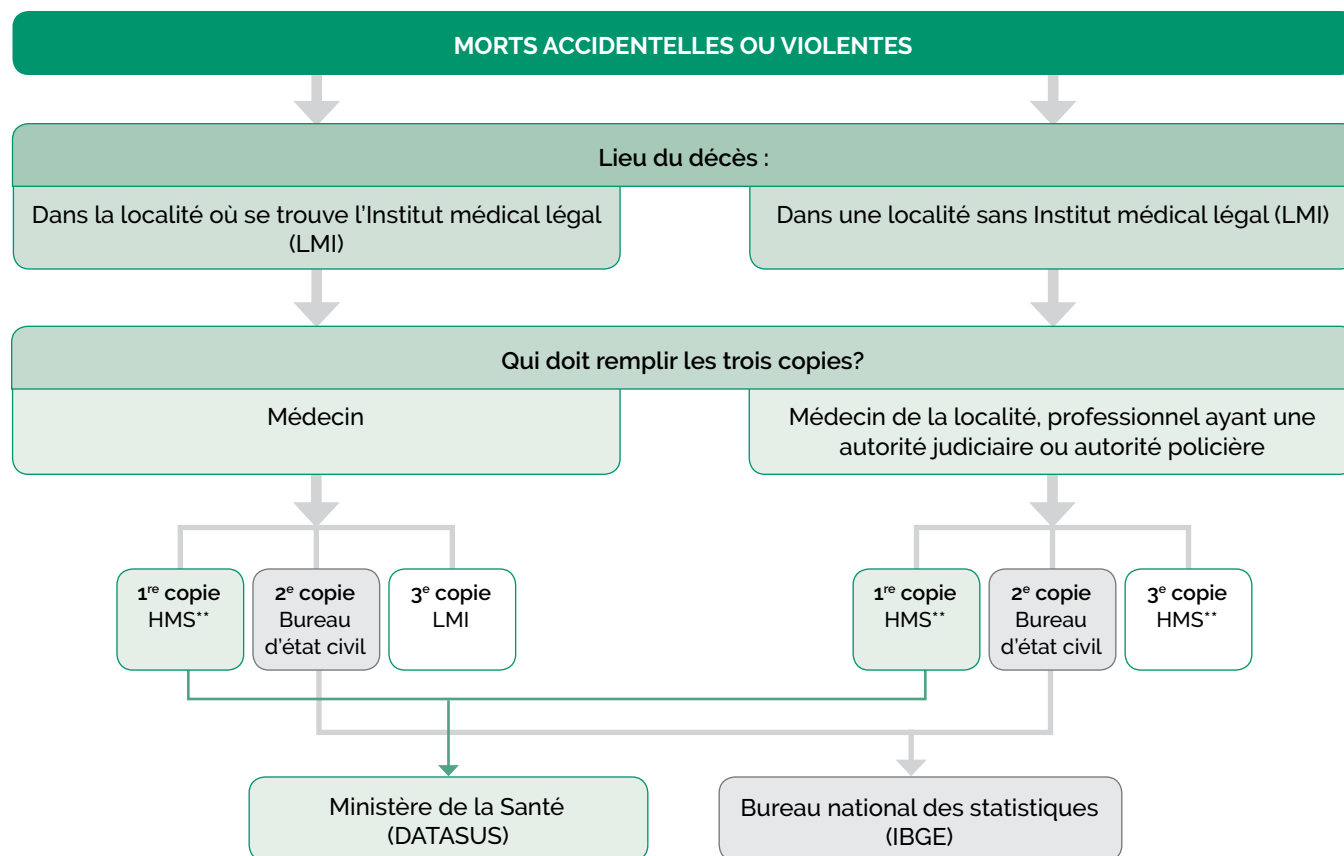 MORTS ACCIDENTELLES OU VIOLENTES
Lieu du décès :
Dans la localité où se trouve l'Institut médical légal
(LMI)
Dans une localité sans Institut médical légal (LMI)
Qui doit remplir les trois copies?
Médecin
Médecin de la localité, professionnel ayant une
autorité judiciaire ou autorité policière
1re copie
HMS**
2e copie
Bureau
d'état civil
3e copie
LMI
1re copie
HMS**
2e copie
Bureau
d'état civil
3e copie
HMS**
Ministère de la Santé
(DATASUS)
Bureau national des statistiques
(IBGE)